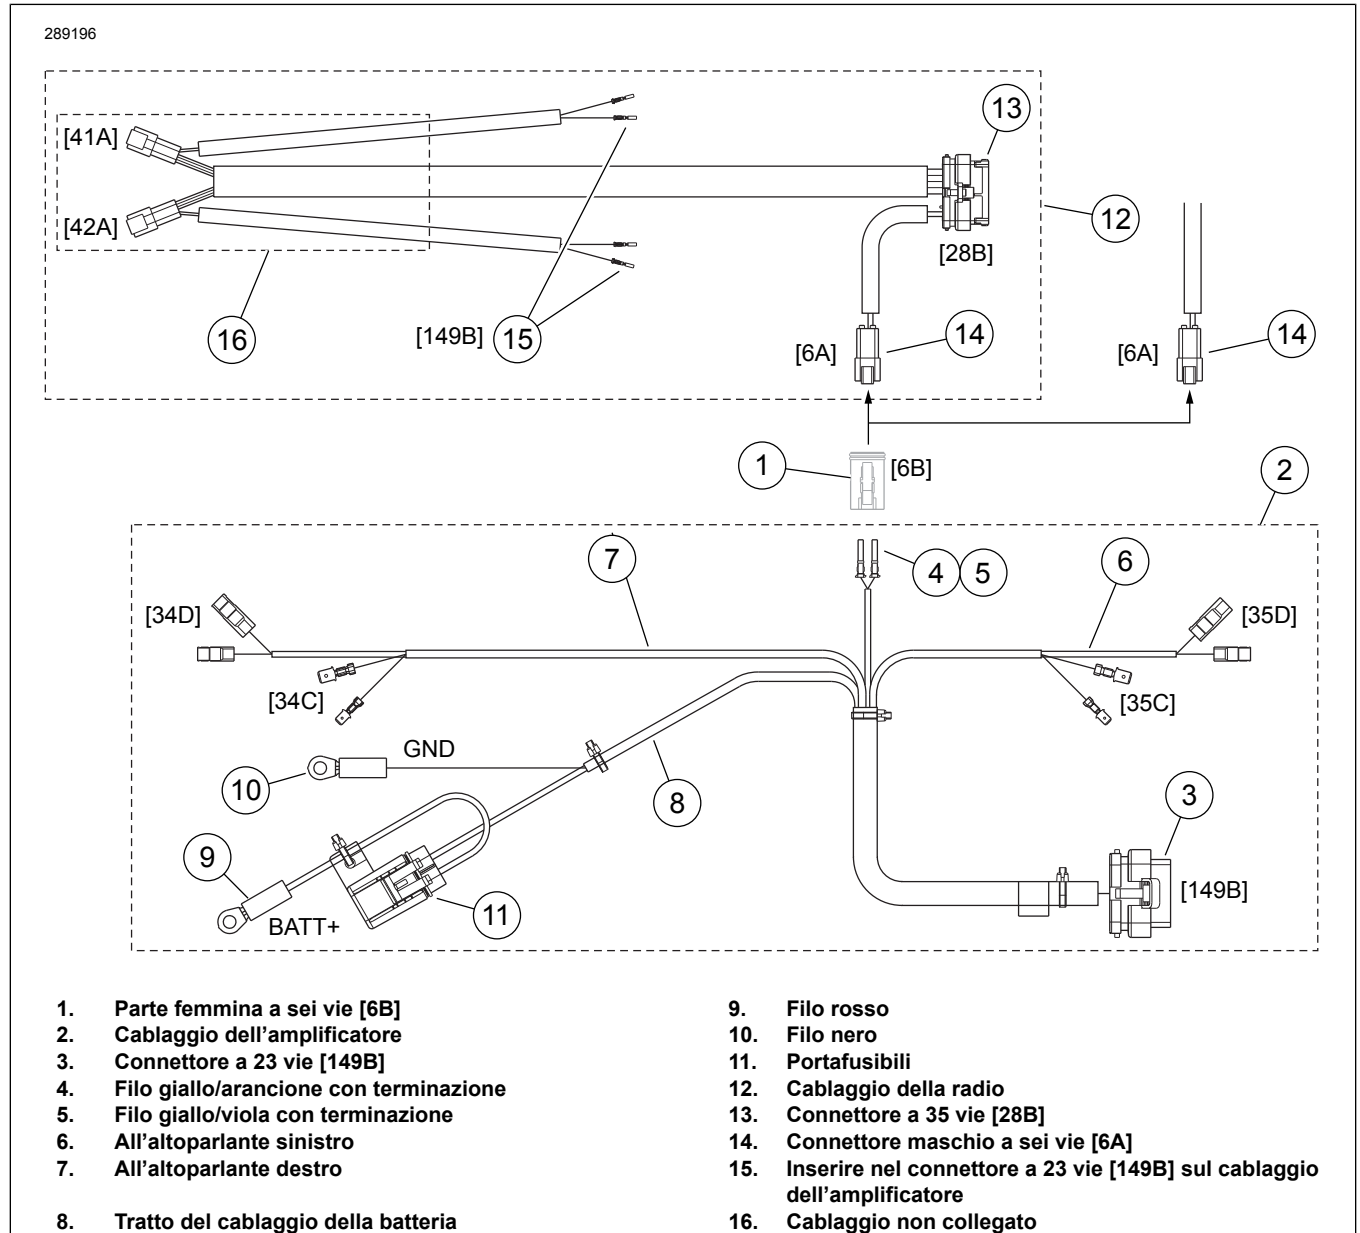 289196
[41A]
[42A]
13
12
[28B]
16
[149B] 15
[6A] 14
[6A] 14
1 [6B]
2
7
4 5
6
[34D]
[35D]
[34C]
[35C]
GND
10
8
3
9
[149B]
BATT+
11
1. Parte femmina a sei vie [6B]
2. Cablaggio dell'amplificatore
3. Connettore a 23 vie [149B]
4. Filo giallo/arancione con terminazione
5. Filo giallo/viola con terminazione
6. All'altoparlante sinistro
7. All'altoparlante destro
8. Tratto del cablaggio della batteria
9. Filo rosso
10. Filo nero
11. Portafusibili
12. Cablaggio della radio
13. Connettore a 35 vie [28B]
14. Connettore maschio a sei vie [6A]
15. Inserire nel connettore a 23 vie [149B] sul cablaggio
dell'amplificatore
16. Cablaggio non collegato